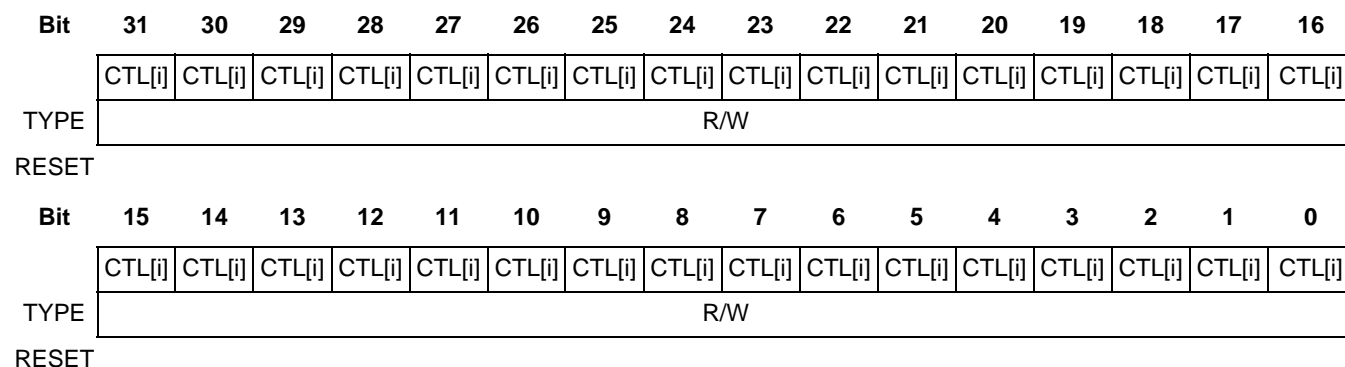 Bit 31 30 29 28 27 26 25 24 23 22 21 20 19 18 17 16
CTL[i] CTL[i] CTL[i] CTL[i] CTL[i] CTL[i] CTL[i] CTL[i] CTL[i] CTL[i] CTL[i] CTL[i] CTL[i] CTL[i] CTL[i] CTL[i]
TYPE R/W
RESET
Bit 15 14 13 12 11 10 9 8 7 6 5 4 3 2 1 0
CTL[i] CTL[i] CTL[i] CTL[i] CTL[i] CTL[i] CTL[i] CTL[i] CTL[i] CTL[i] CTL[i] CTL[i] CTL[i] CTL[i] CTL[i] CTL[i]
TYPE R/W
RESET